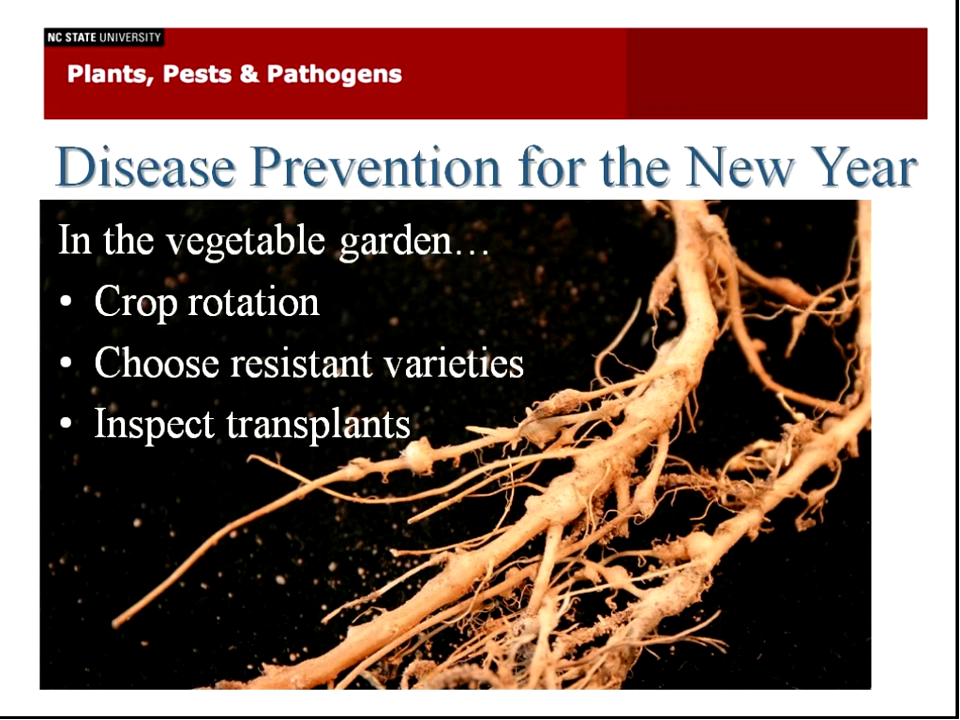 NC STATE UNIVERSITY
Plants, Pests & Pathogens
Disease Prevention for the New Year
In the vegetable garden…
• Crop rotation
• Choose resistant varieties
• Inspect transplants